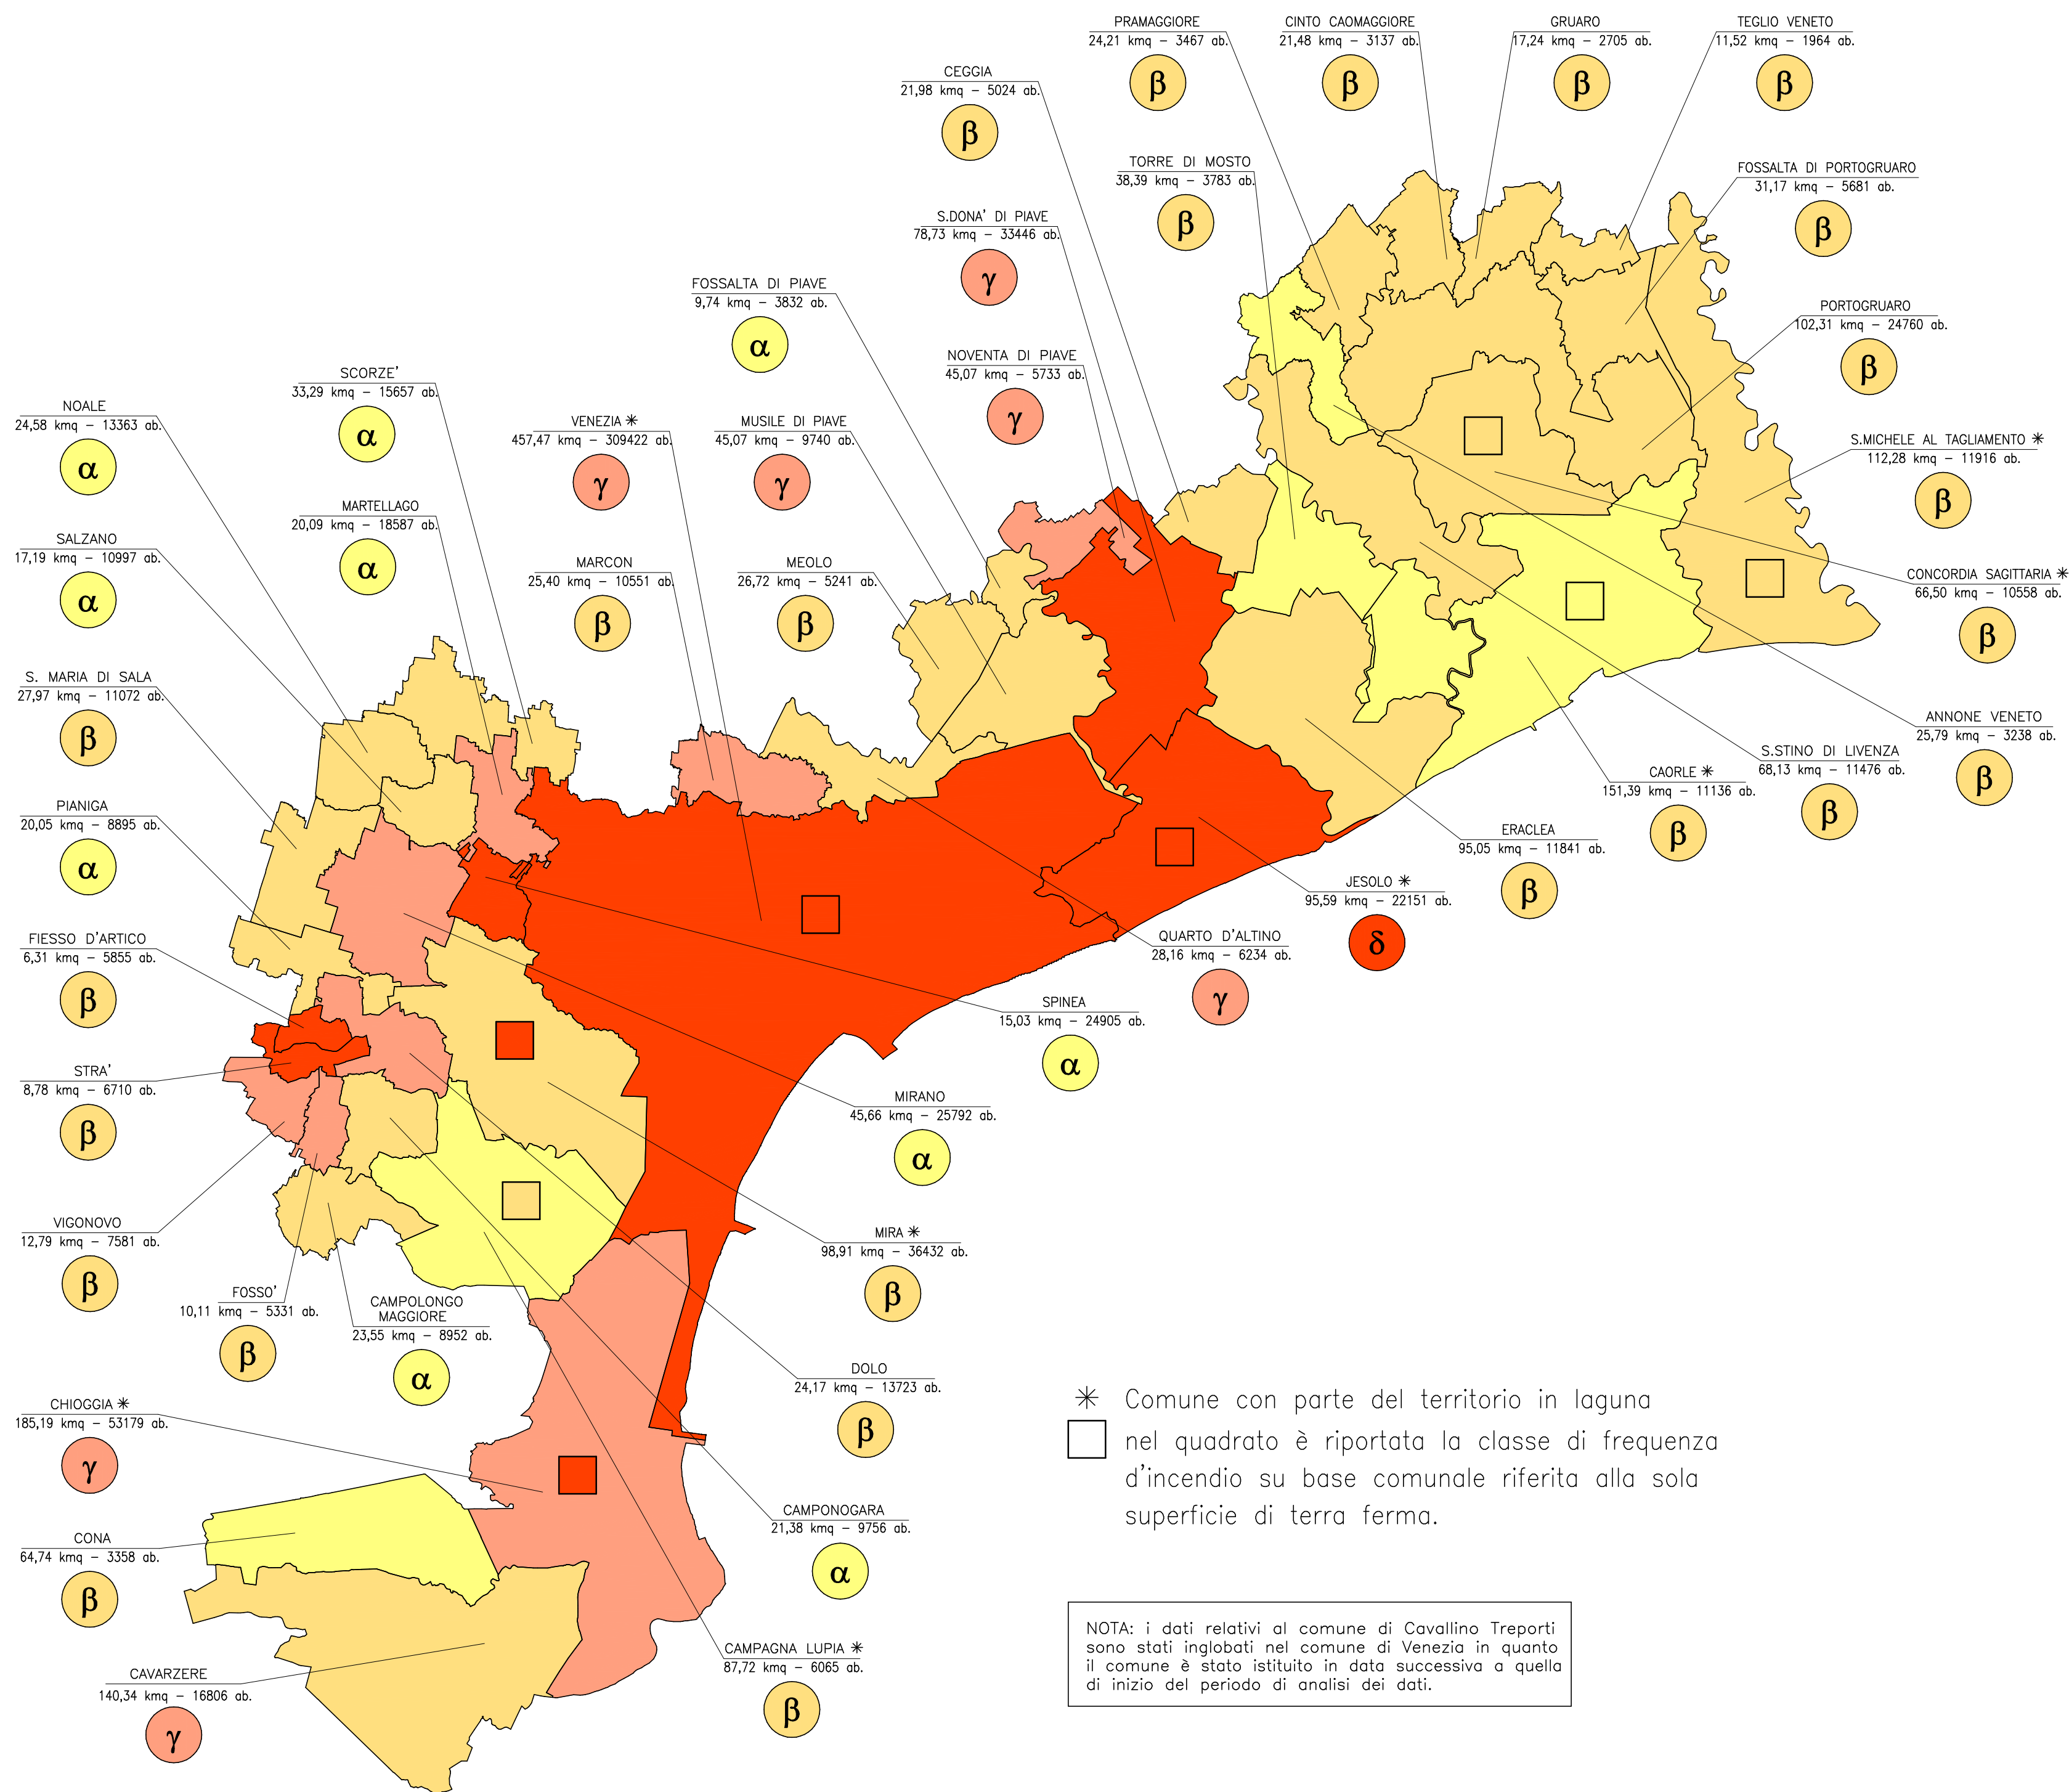 PRAMAGGIORE
24,21 kmq – 3467 ab.
β
CINTO CAOMAGGIORE
21,48 kmq – 3137 ab.
β
GRUARO
17,24 kmq – 2705 ab.
β
TEGLIO VENETO
11,52 kmq – 1964 ab.
β
CEGGIA
21,98 kmq – 5024 ab.
β
TORRE DI MOSTO
38,39 kmq – 3783 ab.
β
FOSSALTA DI PORTOGRUARO
31,17 kmq – 5681 ab.
β
S.DONA' DI PIAVE
78,73 kmq – 33446 ab.
γ
FOSSALTA DI PIAVE
9,74 kmq – 3832 ab.
α
PORTOGRUARO
102,31 kmq – 24760 ab.
β
NOVENTA DI PIAVE
45,07 kmq – 5733 ab.
γ
SCORZE'
33,29 kmq – 15657 ab.
α
NOALE
24,58 kmq – 13363 ab.
α
VENEZIA *
457,47 kmq – 309422 ab.
γ
MUSILE DI PIAVE
45,07 kmq – 9740 ab.
γ
S.MICHELE AL TAGLIAMENTO *
112,28 kmq – 11916 ab.
β
MARTELLAGO
20,09 kmq – 18587 ab.
α
SALZANO
17,19 kmq – 10997 ab.
α
MARCON
25,40 kmq – 10551 ab.
β
MEOLO
26,72 kmq – 5241 ab.
β
CONCORDIA SAGITTARIA *
66,50 kmq – 10558 ab.
β
S. MARIA DI SALA
27,97 kmq – 11072 ab.
β
ANNONE VENETO
25,79 kmq – 3238 ab.
β
S.STINO DI LIVENZA
68,13 kmq – 11476 ab.
β
CAORLE *
151,39 kmq – 11136 ab.
β
PIANIGA
20,05 kmq – 8895 ab.
α
ERACLEA
95,05 kmq – 11841 ab.
β
JESOLO *
95,59 kmq – 22151 ab.
δ
FIESSO D'ARTICO
6,31 kmq – 5855 ab.
β
QUARTO D'ALTINO
28,16 kmq – 6234 ab.
γ
SPINEA
15,03 kmq – 24905 ab.
α
STRA'
8,78 kmq – 6710 ab.
β
MIRANO
45,66 kmq – 25792 ab.
α
VIGONOVO
12,79 kmq – 7581 ab.
β
MIRA *
98,91 kmq – 36432 ab.
β
FOSSO'
10,11 kmq – 5331 ab.
β
CAMPOLONGO
MAGGIORE
23,55 kmq – 8952 ab.
α
DOLO
24,17 kmq – 13723 ab.
β
CHIOGGIA *
185,19 kmq – 53179 ab.
γ
CAMPONOGARA
21,38 kmq – 9756 ab.
α
CONA
64,74 kmq – 3358 ab.
β
CAMPAGNA LUPIA *
87,72 kmq – 6065 ab.
β
CAVARZERE
140,34 kmq – 16806 ab.
γ
* Comune con parte del territorio in laguna
nel quadrato è riportata la classe di frequenza
d'incendio su base comunale riferita alla sola
superficie di terra ferma.
NOTA: i dati relativi al comune di Cavallino Treporti
sono stati inglobati nel comune di Venezia in quanto
il comune è stato istituito in data successiva a quella
di inizio del periodo di analisi dei dati.